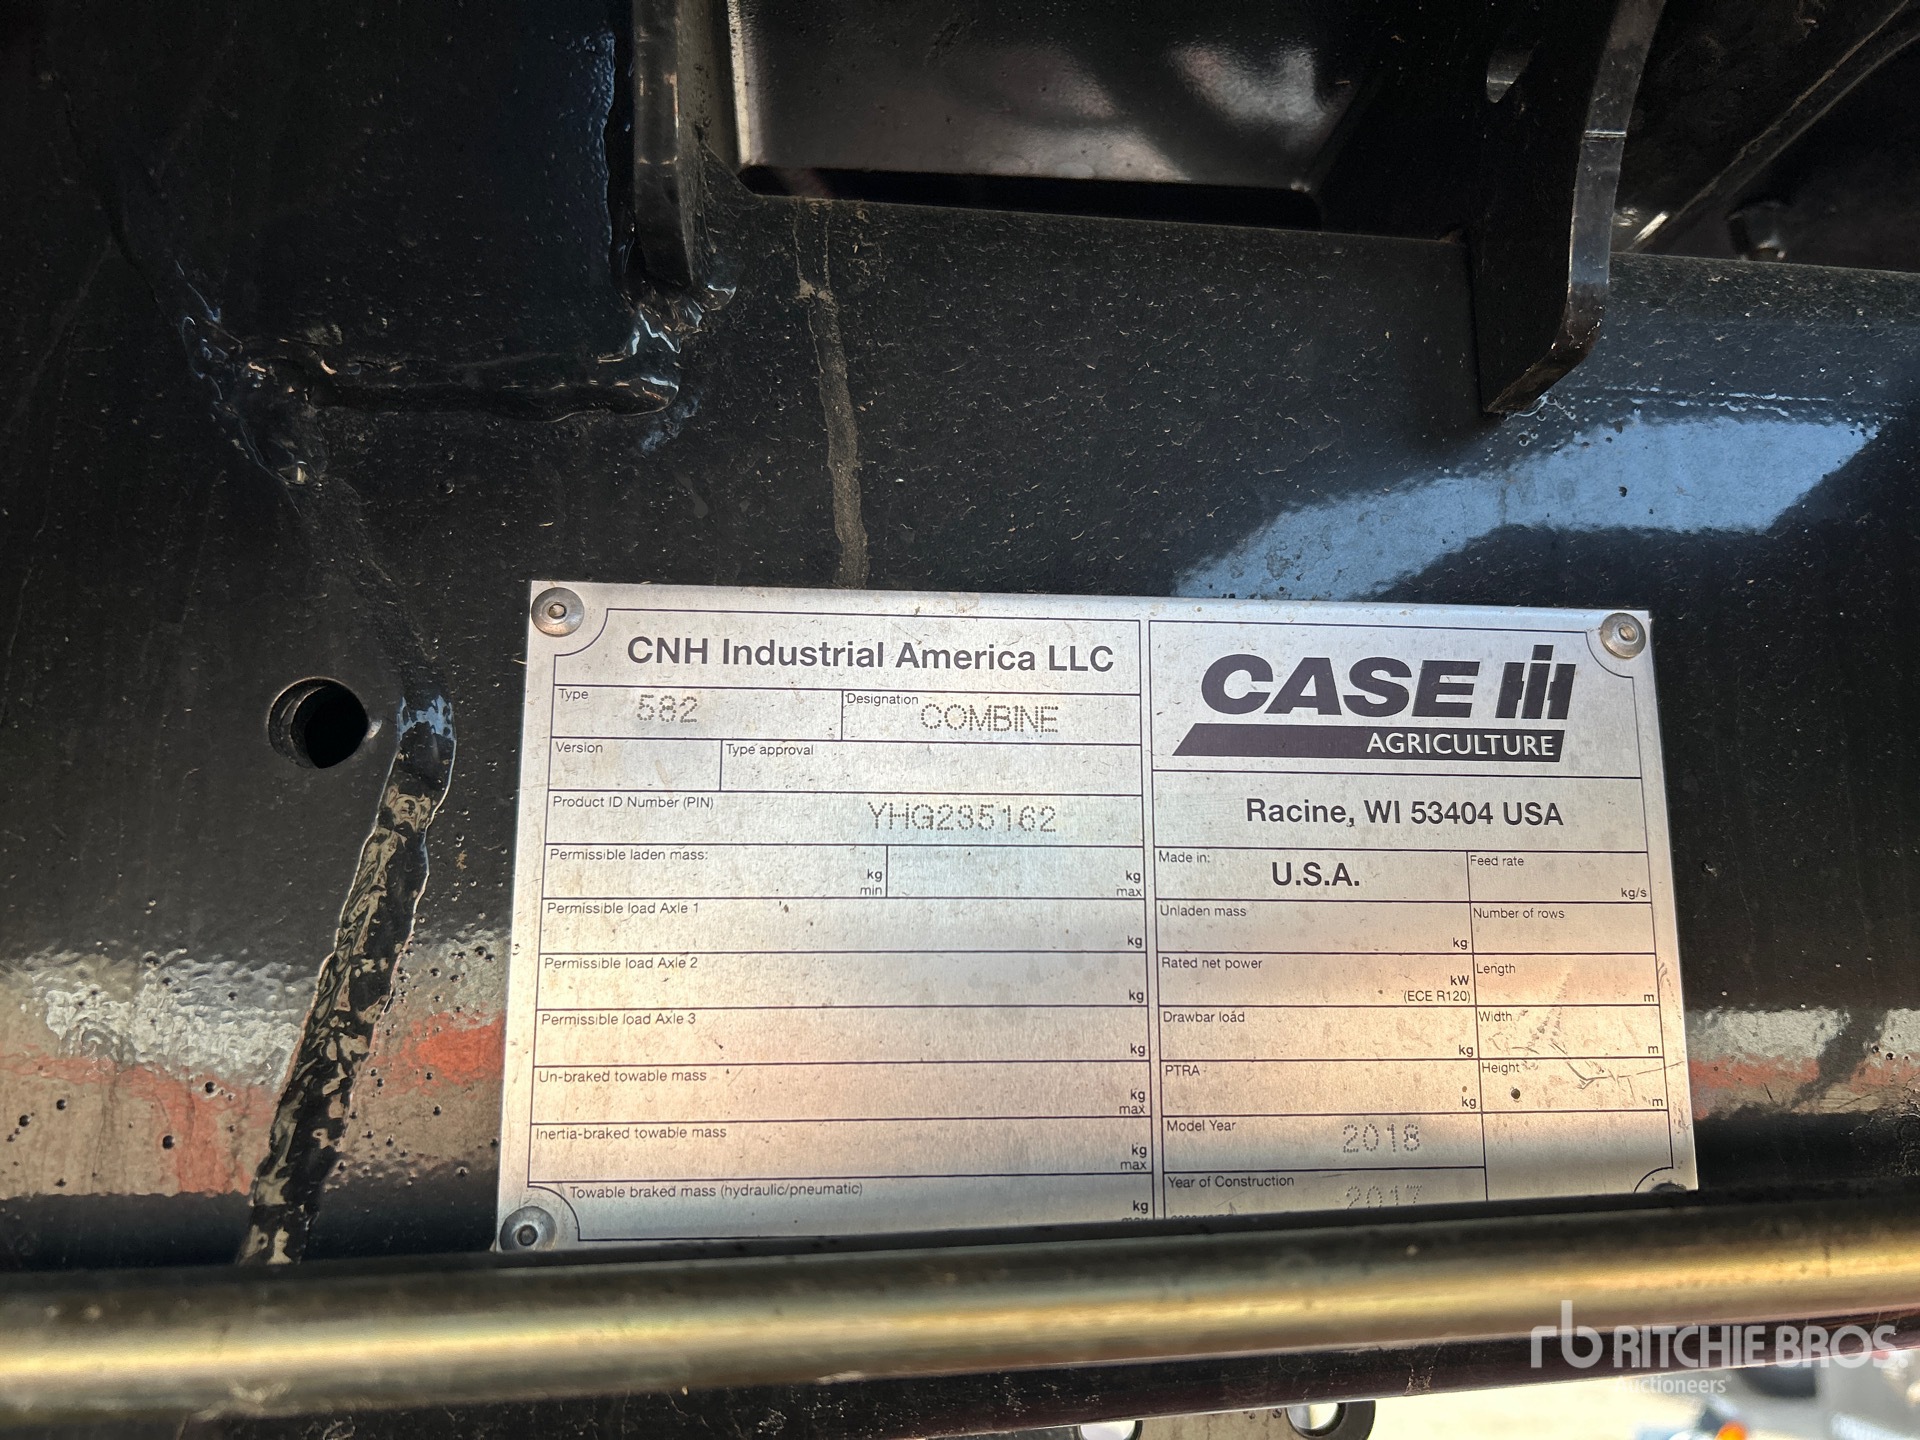 CNH Industrial America LLC
Type 582
Designation COMBINE
Version
Type approval
Product ID Number (PIN) YHG235162
Permissible laden mass: kg min
kg max
Permissible load Axle 1 kg
Permissible load Axle 2 kg
Permissible load Axle 3 kg
Un-braked towable mass kg max
Inertia-braked towable mass kg max
Towable braked mass (hydraulic/pneumatic) kg
CASE IH
AGRICULTURE
Racine, WI 53404 USA
Made in: U.S.A.
Feed rate kg/s
Unladen mass kg
Number of rows
Rated net power kW (ECE R120)
Length m
Drawbar load kg
Width m
PTRA kg
Height m
Model Year 2018
Year of Construction 2017
rb RITCHIE BROS
Auctioneers